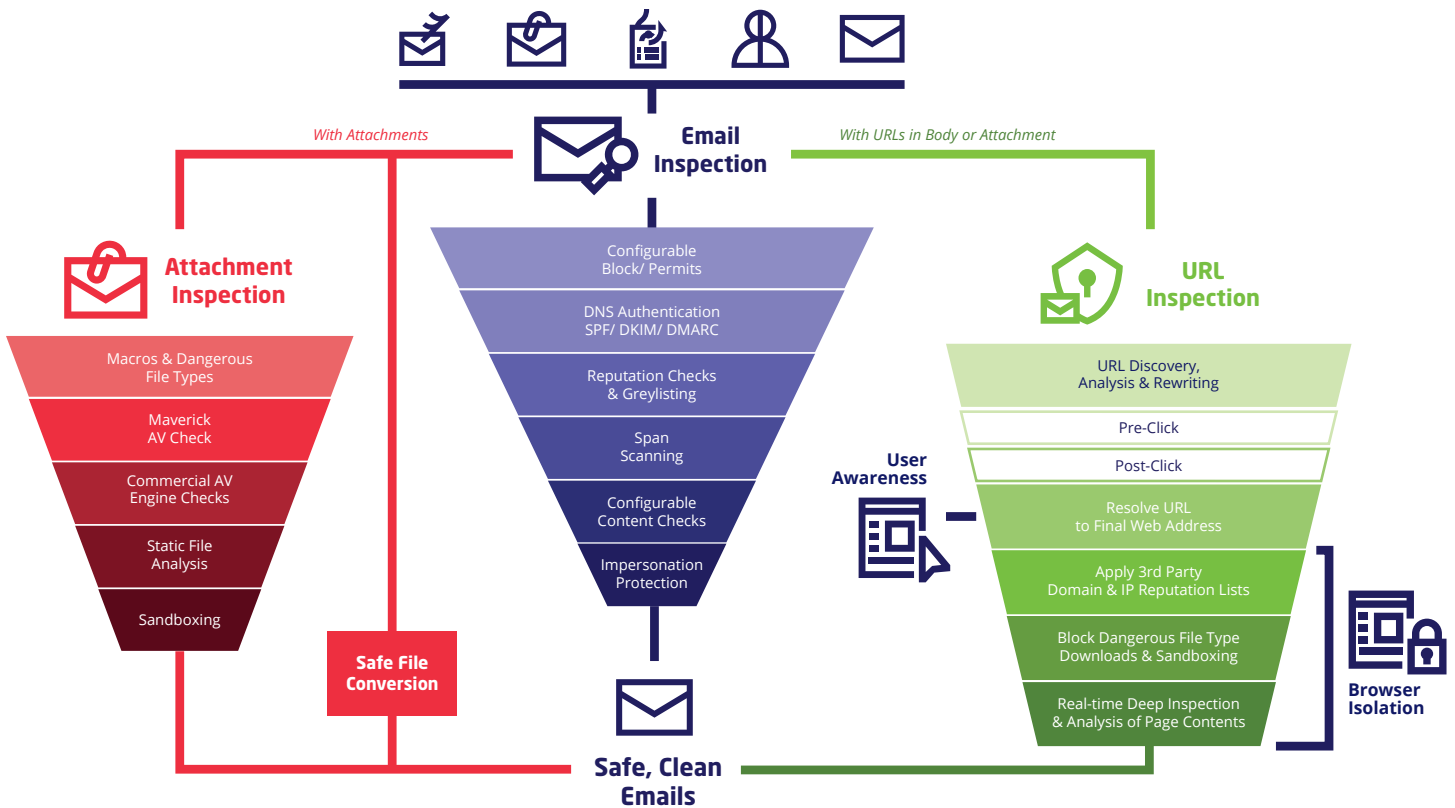 With Attachments
Email
Inspection
With URLs in Body or Attachment
Attachment
Inspection
Macros & Dangerous
File Types
Maverick
AV Check
Commercial AV
Engine Checks
Static File
Analysis
Sandboxing
Safe File
Conversion
Configurable
Block/ Permits
DNS Authentication
SPF/ DKIM/ DMARC
Reputation Checks
& Greylisting
Span
Scanning
Configurable
Content Checks
Impersonation
Protection
Safe, Clean
Emails
URL
Inspection
URL Discovery,
Analysis & Rewriting
Pre-Click
Post-Click
User
Awareness
Resolve URL
to Final Web Address
Apply 3rd Party
Domain & IP Reputation Lists
Block Dangerous File Type
Downloads & Sandboxing
Real-time Deep Inspection
& Analysis of Page Contents
Browser
Isolation